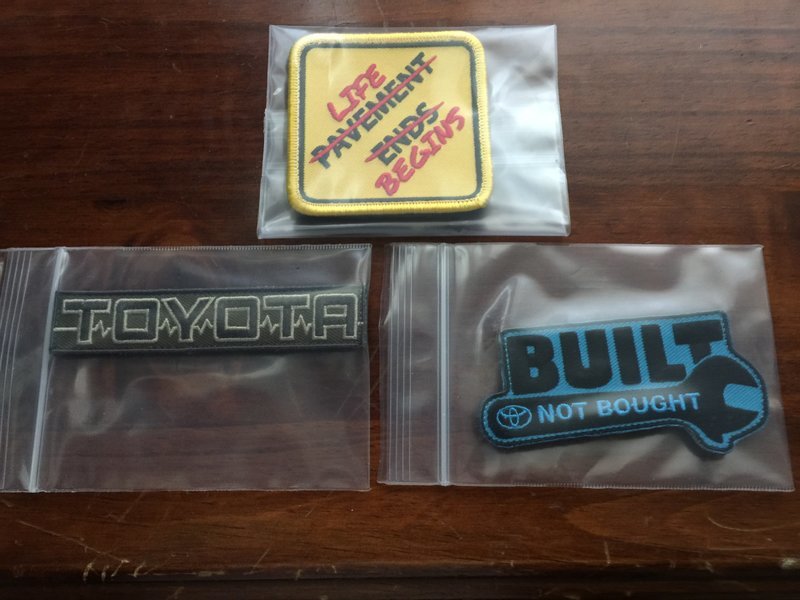 LIFE
PAVEMENT
ENDS
BEGINS
TOYOTA
BUILT
NOT BOUGHT